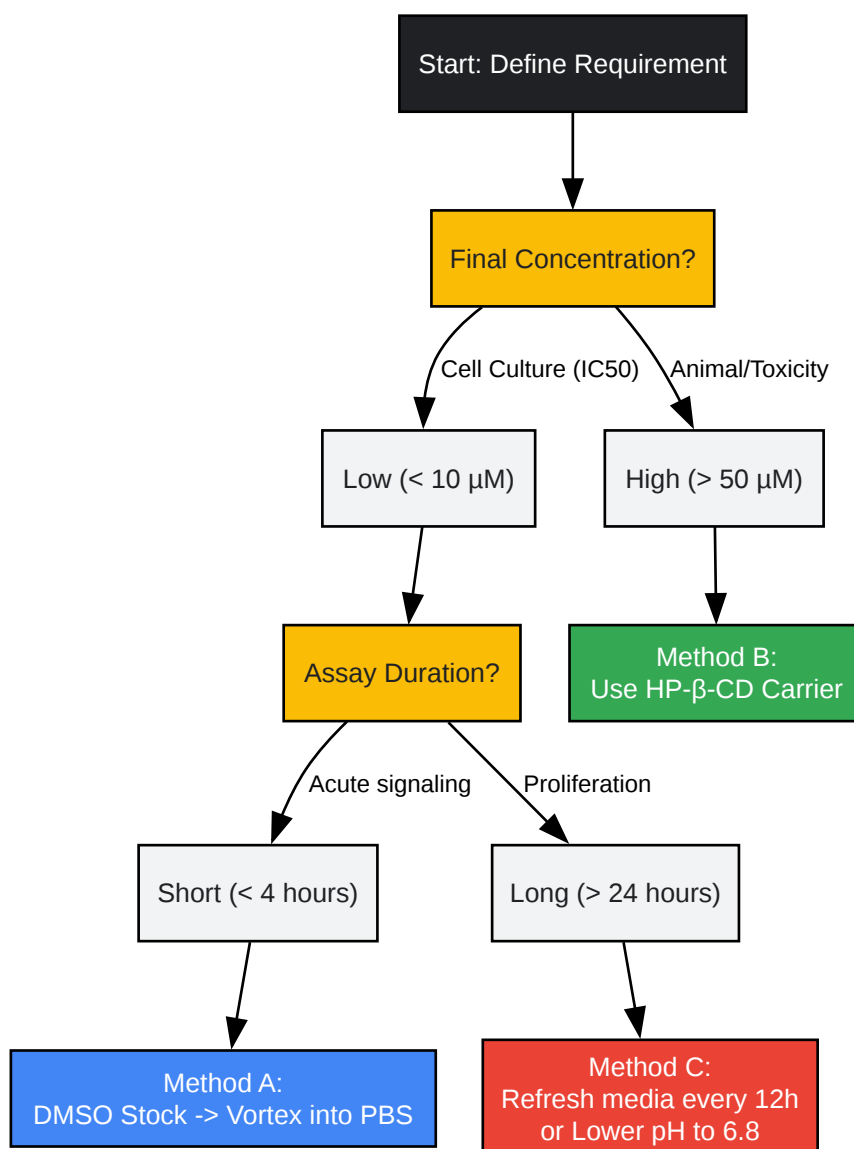 Start: Define Requirement
Final Concentration?
Cell Culture (IC50)
Animal/Toxicity
Low (< 10 µM)
High (> 50 µM)
Assay Duration?
Method B:
Use HP-β-CD Carrier
Acute signaling
Proliferation
Short (< 4 hours)
Long (> 24 hours)
Method A:
DMSO Stock -> Vortex into PBS
Method C:
Refresh media every 12h
or Lower pH to 6.8